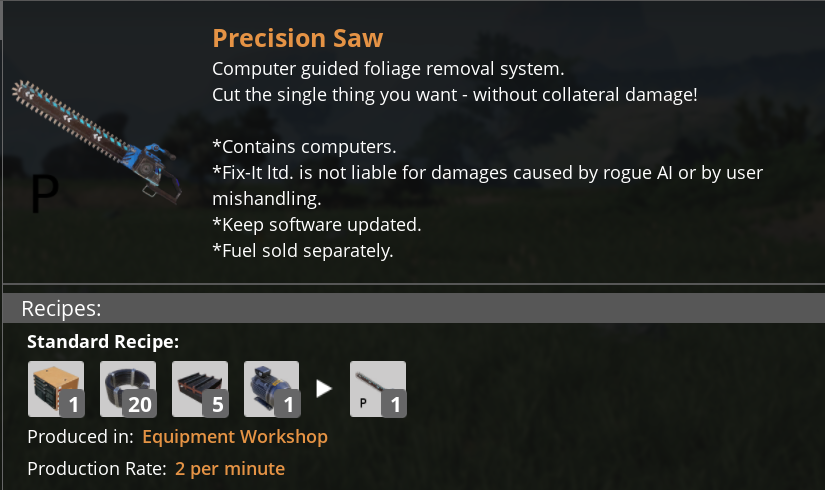 Precision Saw
Computer guided foliage removal system.
Cut the single thing you want - without collateral damage!
*Contains computers.
*Fix-It ltd. is not liable for damages caused by rogue AI or by user
mishandling.
*Keep software updated.
*Fuel sold separately.
P
Recipes:
Standard Recipe:
1 20 5 1 P 1
Produced in: Equipment Workshop
Production Rate: 2 per minute